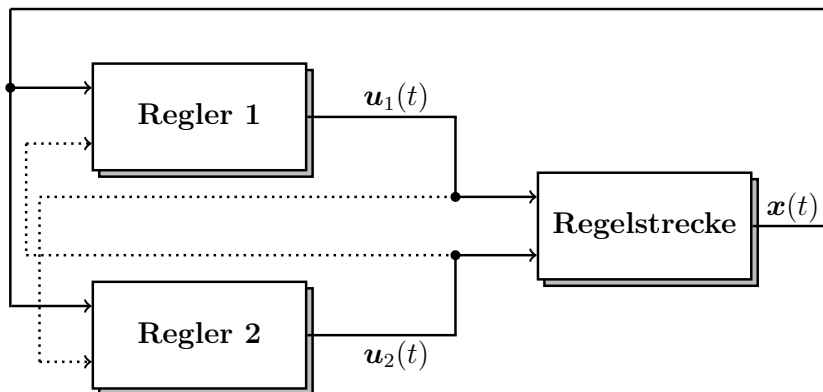 Regler 1
u₁(t)
Regelstrecke
x(t)
Regler 2
u₂(t)